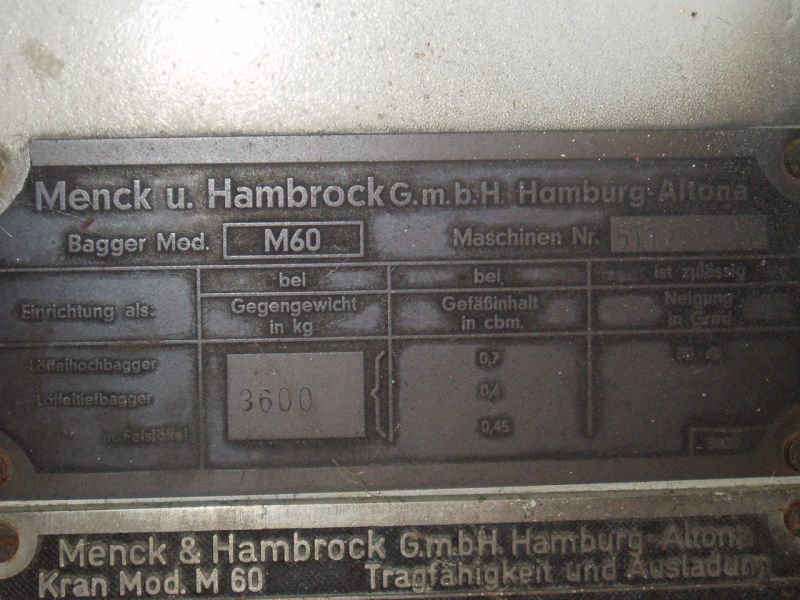 Menck u. Hambrock G.m.b.H. Hamburg-Altona
Bagger Mod. M60 Maschinen Nr.
bei bei ist zulässig
Einrichtung als: Gegengewicht Gefäßinhalt Neigung
in kg in cbm. in Grad
Löffelhochbagger 0,7
Löffeltiefbagger 3600 0,6
m. Felslöffel 0,45
Menck & Hambrock G.m.b.H. Hamburg-Altona
Kran Mod. M 60 Tragfähigkeit und Ausladung